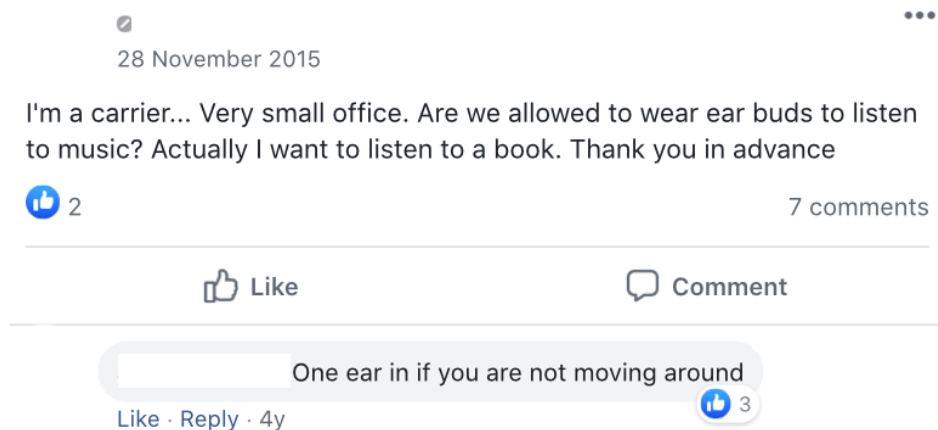 28 November 2015
I'm a carrier... Very small office. Are we allowed to wear ear buds to listen
to music? Actually I want to listen to a book. Thank you in advance
2
7 comments
Like
Comment
One ear in if you are not moving around
3
Like · Reply · 4y